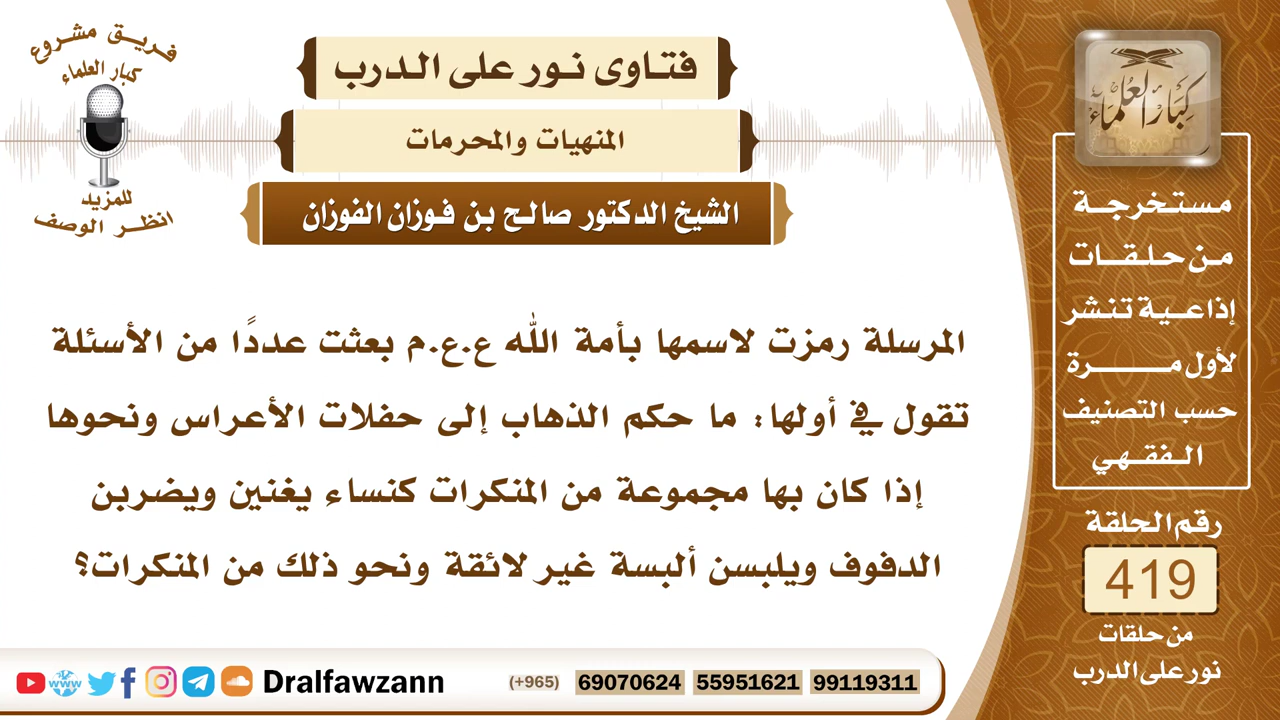 فريق مشروع
كبار العلماء
للمزيد
انظر الوصف
فتاوى نور على الدرب
المنهيات والمحرمات
الشيخ الدكتور صالح بن فوزان الفوزان
المرسلة رمزت لاسمها بأمة الله ع.ع.م بعثت عددًا من الأسئلة
تقول في أولها: ما حكم الذهاب إلى حفلات الأعراس ونحوها
إذا كان بها مجموعة من المنكرات كنساء يغنين ويضربن
الدفوف ويلبسن ألبسة غير لائقة ونحو ذلك من المنكرات؟
كبار العلماء
مستخرجة
من حلقات
إذاعية تنشر
لأول مرة
حسب التصنيف
الفقهي
رقم الحلقة
419
من حلقات
نور على الدرب
www
Dralfawzann
(+965) 69070624 55951621 99119311